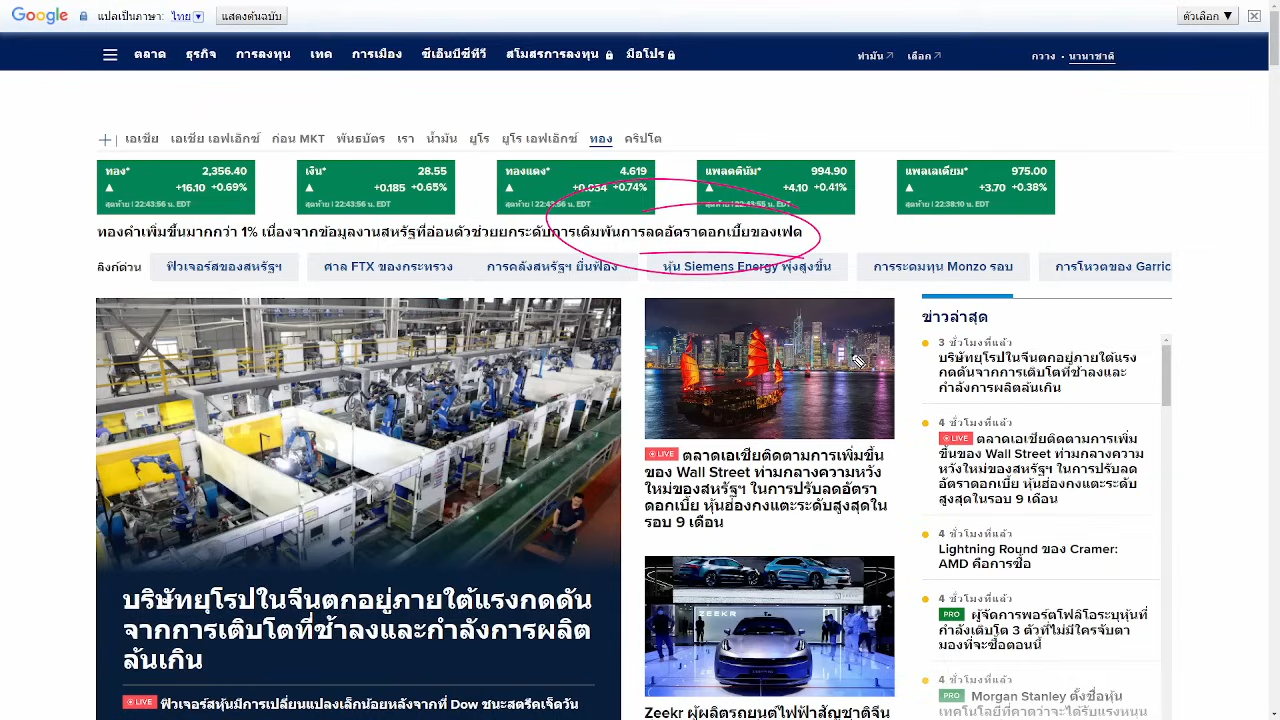 Google แปลเป็นภาษา: ไทย ▼ แสดงต้นฉบับ ตัวเลือก ▼
ตลาด ธุรกิจ การลงทุน เทค การเมือง ซีเอ็นบีซีทีวี สโมสรการลงทุน มือโปร ทำมัน เลือก กวาง • นานาชาติ
เอเชีย เอเชีย เอฟเอ็กซ์ ก่อน MKT พันธบัตร เรา น้ำมัน ยูโร ยูโร เอฟเอ็กซ์ ทอง คริปโต
ทอง* 2,356.40
▲ +16.10 +0.69%
สุดท้าย | 22:43:56 น. EDT
เงิน* 28.55
▲ +0.185 +0.65%
สุดท้าย | 22:43:56 น. EDT
ทองแดง* 4.619
▲ +0.034 +0.74%
สุดท้าย | 22:43:56 น. EDT
แพลตตินัม* 994.90
▲ +4.10 +0.41%
สุดท้าย | 22:43:55 น. EDT
แพลเลเดียม* 975.00
▲ +3.70 +0.38%
สุดท้าย | 22:38:10 น. EDT
ทองคำเพิ่มขึ้นมากกว่า 1% เนื่องจากข้อมูลงานสหรัฐที่อ่อนตัวช่วยยกระดับการเดิมพันการลดอัตราดอกเบี้ยของเฟด
ลิงก์ด่วน ฟิวเจอร์สของสหรัฐฯ ศาล FTX ของกระทรวง การคลังสหรัฐฯ ยื่นฟ้อง หุ้น Siemens Energy พุ่งสูงขึ้น การระดมทุน Monzo รอบ การโหวตของ Garric
บริษัทยุโรปในจีนตกอยู่ภายใต้แรงกดดัน
จากการเติบโตที่ช้าลงและกำลังการผลิต
ล้นเกิน
LIVE ฟิวเจอร์สหุ้นทรงตัวหลังจากเซสชั่นที่ Dow ชนะรวดเจ็ดวัน
LIVE ตลาดเอเชียติดตามการเพิ่มขึ้น
ของ Wall Street ท่ามกลางความหวัง
ใหม่ของสหรัฐฯ ในการปรับลดอัตรา
ดอกเบี้ย หุ้นฮ่องกงแตะระดับสูงสุดใน
รอบ 9 เดือน
ZEEKR
Zeekr ผู้ผลิตรถยนต์ไฟฟ้าสัญชาติจีน
ข่าวล่าสุด
3 ชั่วโมงที่แล้ว
บริษัทยุโรปในจีนตกอยู่ภายใต้แรง
กดดันจากการเติบโตที่ช้าลงและ
กำลังการผลิตล้นเกิน
4 ชั่วโมงที่แล้ว
LIVE ตลาดเอเชียติดตามการเพิ่ม
ขึ้นของ Wall Street ท่ามกลางความ
หวังใหม่ของสหรัฐฯ ในการปรับลด
อัตราดอกเบี้ย หุ้นฮ่องกงแตะระดับ
สูงสุดในรอบ 9 เดือน
4 ชั่วโมงที่แล้ว
Lightning Round ของ Cramer:
AMD คือการซื้อ
4 ชั่วโมงที่แล้ว
PRO ผู้จัดการพอร์ตโฟลิโอระบุหุ้นที่
กำลังเติบโต 3 ตัวที่ไม่มีใครจับตา
มองที่จะซื้อตอนนี้
4 ชั่วโมงที่แล้ว
PRO Morgan Stanley ตั้งชื่อหุ้น
เทคโนโลยีที่คาดว่าจะได้รับแรงหนุน